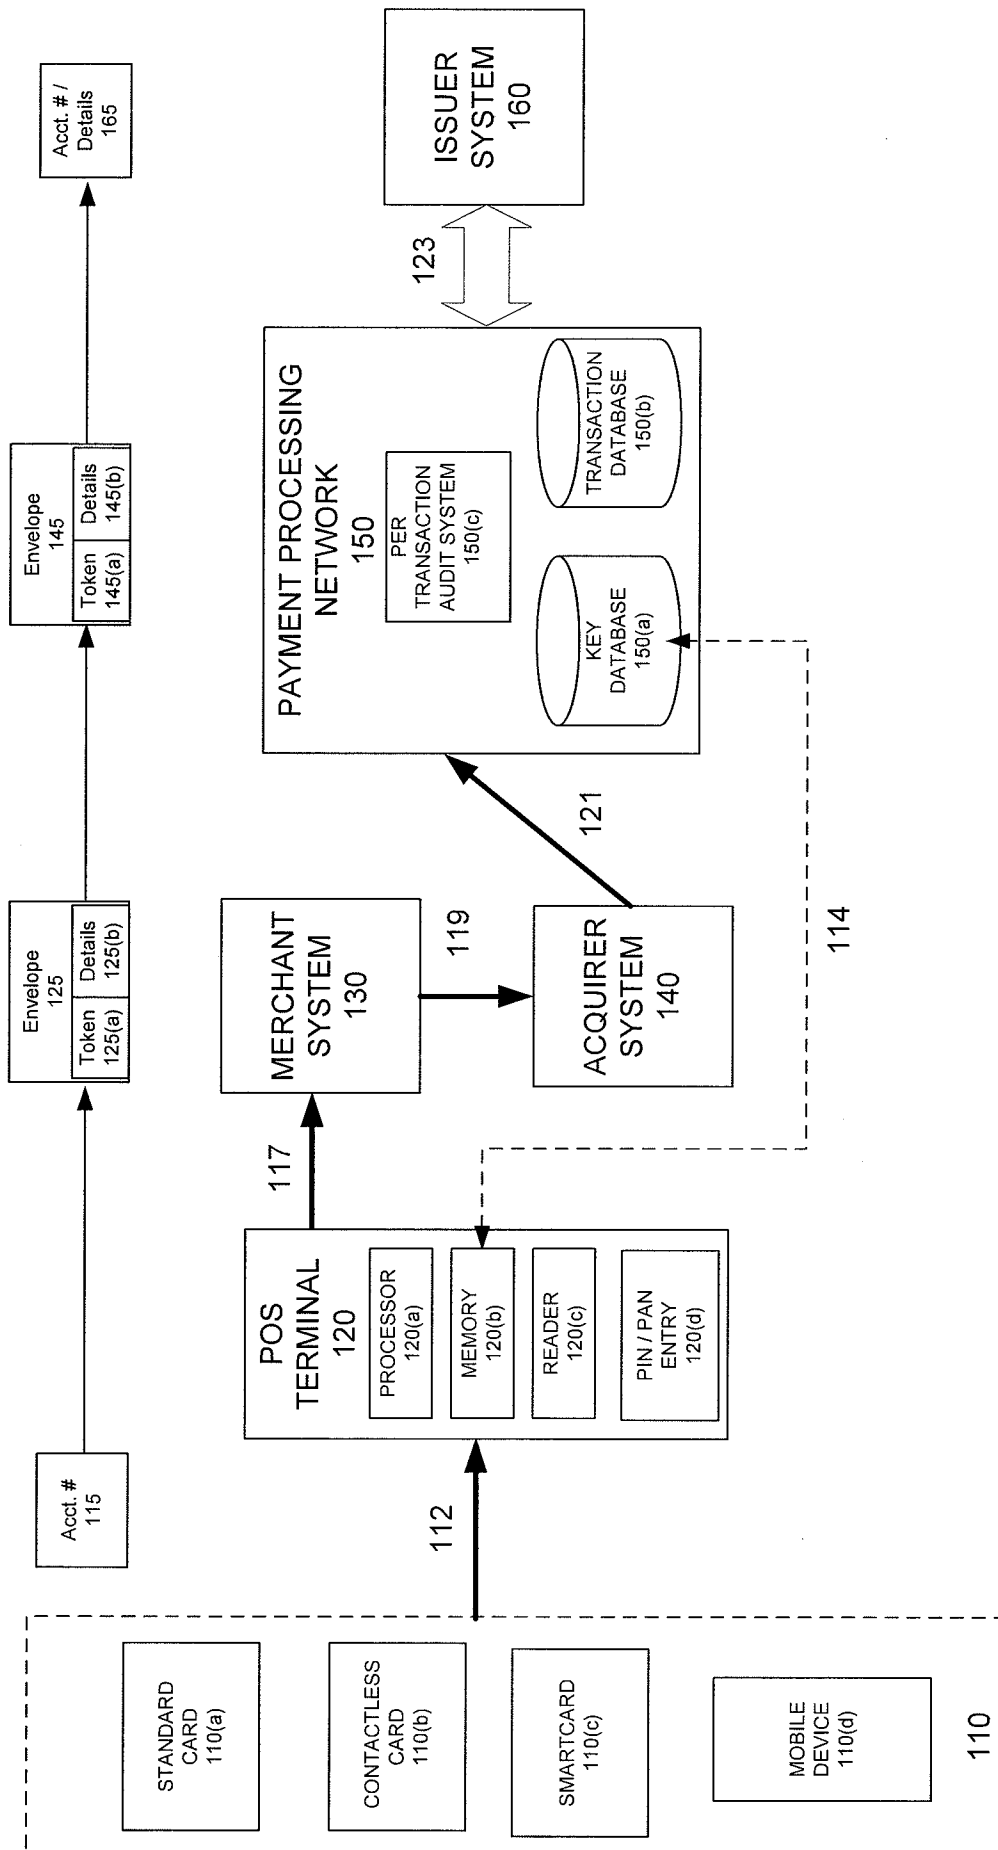 Acct. #
115
Envelope
125
Token
125(a)
Details
125(b)
Envelope
145
Token
145(a)
Details
145(b)
Acct. # /
Details
165
STANDARD
CARD
110(a)
CONTACTLESS
CARD
110(b)
SMARTCARD
110(c)
MOBILE
DEVICE
110(d)
110
112
POS
TERMINAL
120
PROCESSOR
120(a)
MEMORY
120(b)
READER
120(c)
PIN / PAN
ENTRY
120(d)
117
MERCHANT
SYSTEM
130
119
ACQUIRER
SYSTEM
140
121
114
PAYMENT PROCESSING
NETWORK
150
PER
TRANSACTION
AUDIT SYSTEM
150(c)
KEY
DATABASE
150(a)
TRANSACTION
DATABASE
150(b)
123
ISSUER
SYSTEM
160